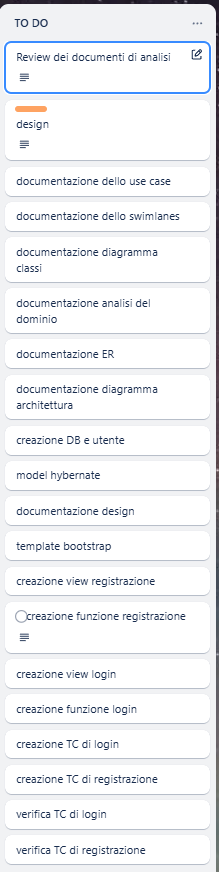 TO DO
Review dei documenti di analisi
design
documentazione dello use case
documentazione dello swimlanes
documentazione diagramma
classi
documentazione analisi del
dominio
documentazione ER
documentazione diagramma
architettura
creazione DB e utente
model hybernate
documentazione design
template bootstrap
creazione view registrazione
creazione funzione registrazione
creazione view login
creazione funzione login
creazione TC di login
creazione TC di registrazione
verifica TC di login
verifica TC di registrazione